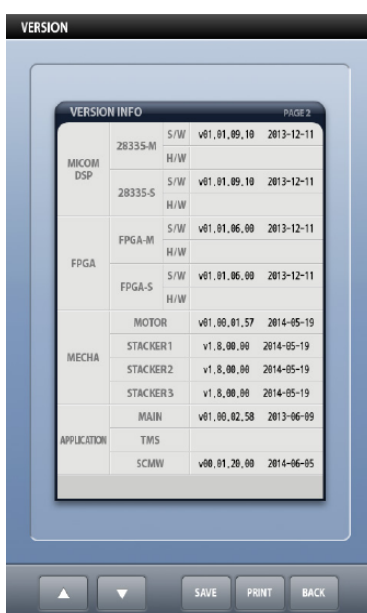 VERSION
VERSION INFO PAGE 2
MICOM DSP 28335-M S/W v01.01.09.10 2013-12-11
H/W
28335-S S/W v01.01.09.10 2013-12-11
H/W
FPGA FPGA-M S/W v01.01.06.00 2013-12-11
H/W
FPGA-S S/W v01.01.06.00 2013-12-11
H/W
MECHA MOTOR v01.00.01.57 2014-05-19
STACKER1 v1.8.00.00 2014-05-19
STACKER2 v1.8.00.00 2014-05-19
STACKER3 v1.8.00.00 2014-05-19
APPLICATION MAIN v01.00.02.58 2013-06-09
TMS
SCMW v00.01.20.00 2014-06-05
SAVE PRINT BACK